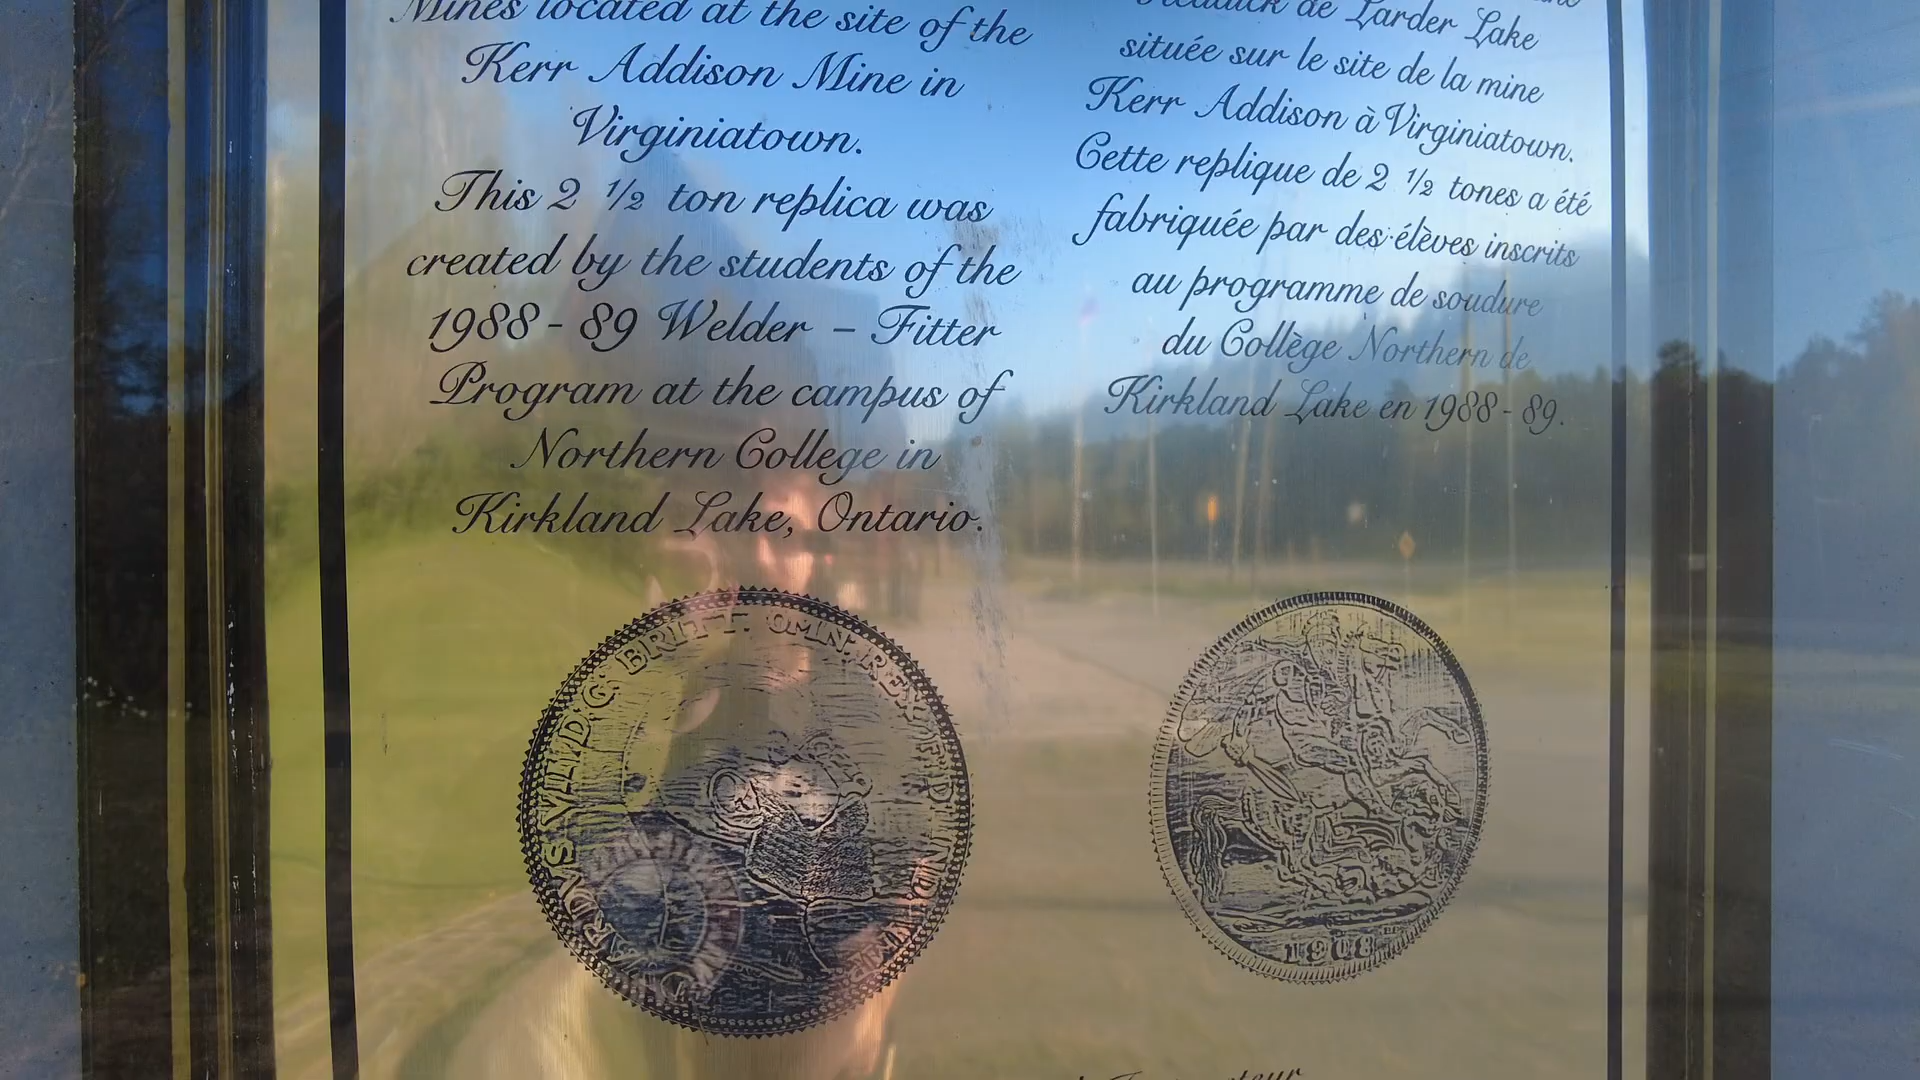 Mines located at the site of the
Kerr Addison Mine in
Virginiatown.
This 2 ½ ton replica was
created by the students of the
1988 - 89 Welder – Fitter
Program at the campus of
Northern College in
Kirkland Lake, Ontario.
de Larder Lake
située sur le site de la mine
Kerr Addison à Virginiatown.
Cette replique de 2 ½ tones a été
fabriquée par des élèves inscrits
au programme de soudure
du Collège Northern de
Kirkland Lake en 1988 - 89.
D:G: BRITT: OMN: REX
1908